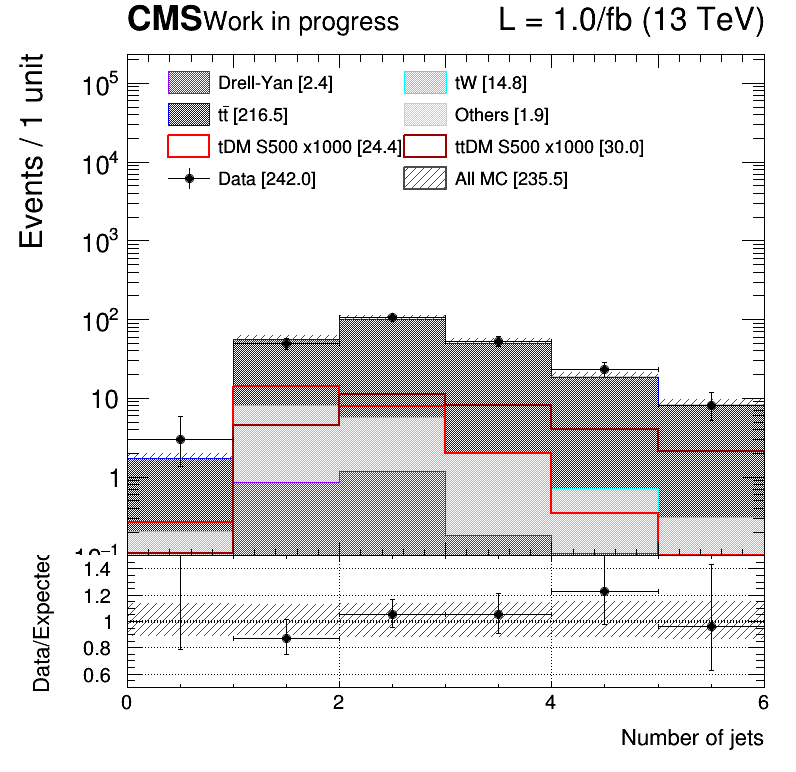 CMS Work in progress L = 1.0/fb (13 TeV)
Events / 1 unit
Drell-Yan [2.4] tW [14.8]
tt̄ [216.5] Others [1.9]
tDM S500 x1000 [24.4] ttDM S500 x1000 [30.0]
Data [242.0] All MC [235.5]
10⁵
10⁴
10³
10²
10
1
10⁻¹
Data/Expected
1.4
1.2
1
0.8
0.6
0 2 4 6
Number of jets